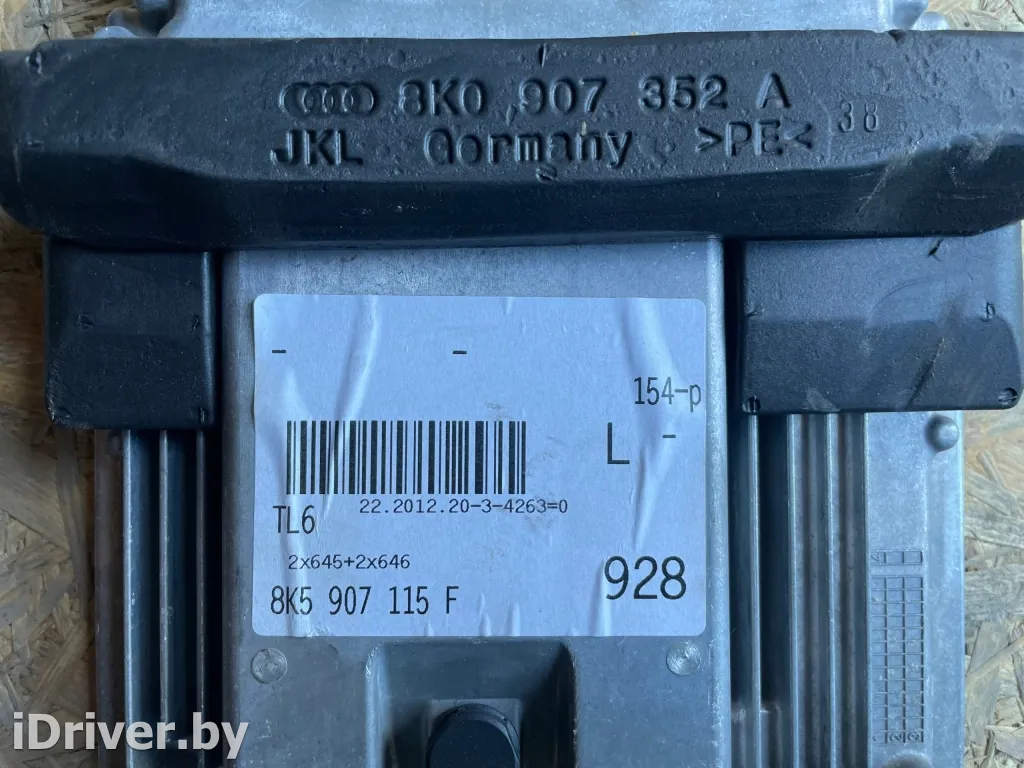 8K0 907 352 A
JKL Germany >PE< 38
-
-
154-p
L -
22.2012.20-3-4263=0
TL6
2x645+2x646
928
8K5 907 115 F
iDriver.by